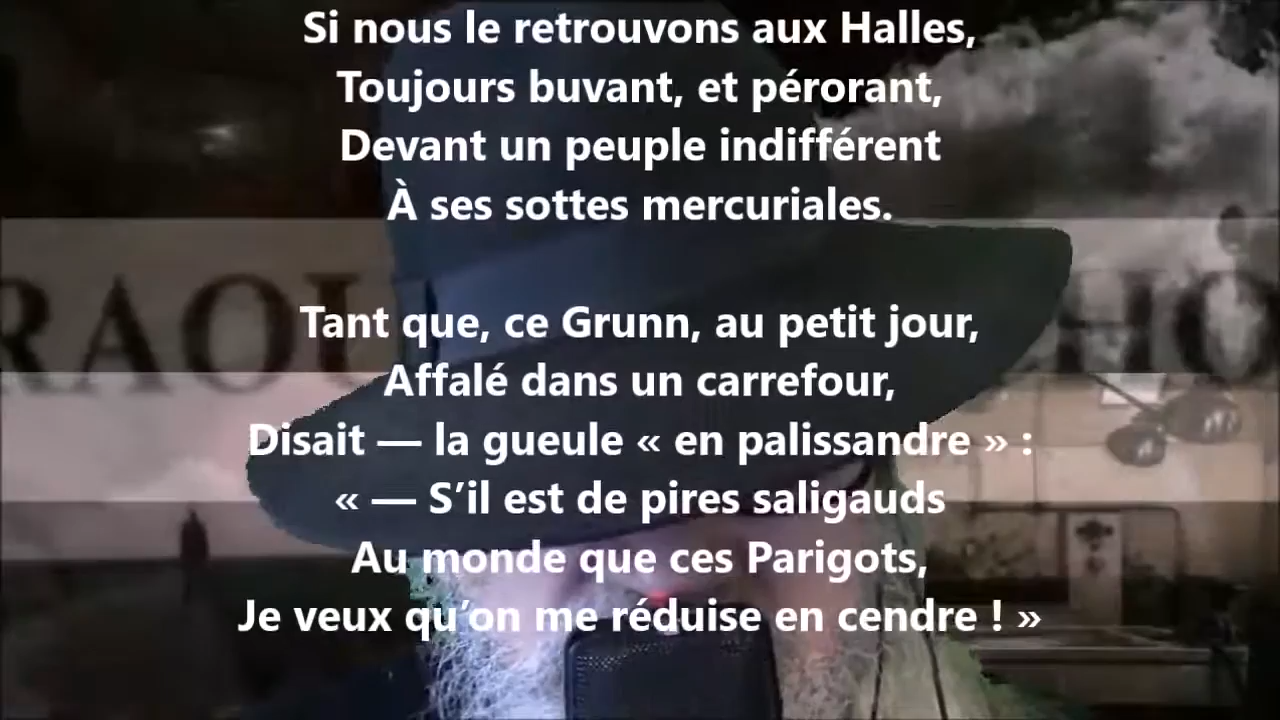 Si nous le retrouvons aux Halles,
Toujours buvant, et pérorant,
Devant un peuple indifférent
À ses sottes mercuriales.
RAOU
HO
Tant que, ce Grunn, au petit jour,
Affalé dans un carrefour,
Disait — la gueule « en palissandre » :
« — S’il est de pires saligauds
Au monde que ces Parigots,
Je veux qu’on me réduise en cendre ! »